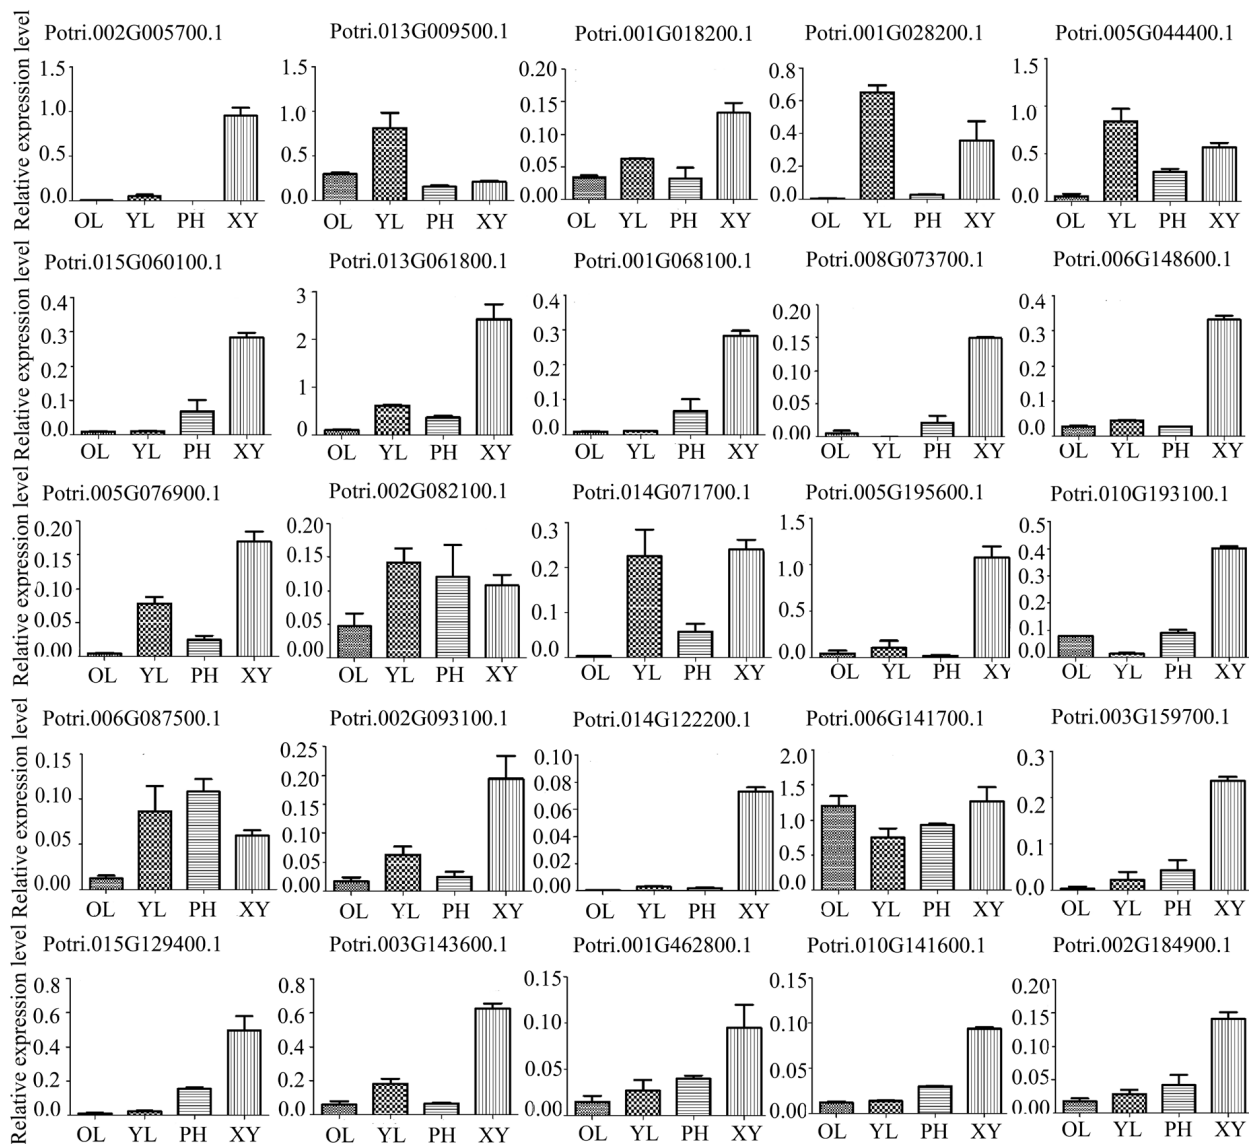 Potri.002G005700.1 Potri.013G009500.1 Potri.001G018200.1 Potri.001G028200.1 Potri.005G044400.1
Relative expression level
1.5 1.0 0.5 0.0
OL YL PH XY
1.5 1.0 0.5 0.0
OL YL PH XY
0.20 0.15 0.10 0.05 0.00
OL YL PH XY
0.8 0.6 0.4 0.2 0.0
OL YL PH XY
1.5 1.0 0.5 0.0
OL YL PH XY
Potri.015G060100.1 Potri.013G061800.1 Potri.001G068100.1 Potri.008G073700.1 Potri.006G148600.1
Relative expression level
0.4 0.3 0.2 0.1 0.0
OL YL PH XY
3 2 1 0
OL YL PH XY
0.4 0.3 0.2 0.1 0.0
OL YL PH XY
0.20 0.15 0.10 0.05 0.00
OL YL PH XY
0.4 0.3 0.2 0.1 0.0
OL YL PH XY
Potri.005G076900.1 Potri.002G082100.1 Potri.014G071700.1 Potri.005G195600.1 Potri.010G193100.1
Relative expression level
0.20 0.15 0.10 0.05 0.00
OL YL PH XY
0.20 0.15 0.10 0.05 0.00
OL YL PH XY
0.3 0.2 0.1 0.0
OL YL PH XY
1.5 1.0 0.5 0.0
OL YL PH XY
0.5 0.4 0.3 0.2 0.1 0.0
OL YL PH XY
Potri.006G087500.1 Potri.002G093100.1 Potri.014G122200.1 Potri.006G141700.1 Potri.003G159700.1
Relative expression level
0.15 0.10 0.05 0.00
OL YL PH XY
0.25 0.20 0.15 0.10 0.05 0.00
OL YL PH XY
0.10 0.08 0.06 0.04 0.02 0.00
OL YL PH XY
2.0 1.5 1.0 0.5 0.0
OL YL PH XY
0.3 0.2 0.1 0.0
OL YL PH XY
Potri.015G129400.1 Potri.003G143600.1 Potri.001G462800.1 Potri.010G141600.1 Potri.002G184900.1
Relative expression level
0.8 0.6 0.4 0.2 0.0
OL YL PH XY
0.8 0.6 0.4 0.2 0.0
OL YL PH XY
0.15 0.10 0.05 0.00
OL YL PH XY
0.15 0.10 0.05 0.00
OL YL PH XY
0.20 0.15 0.10 0.05 0.00
OL YL PH XY